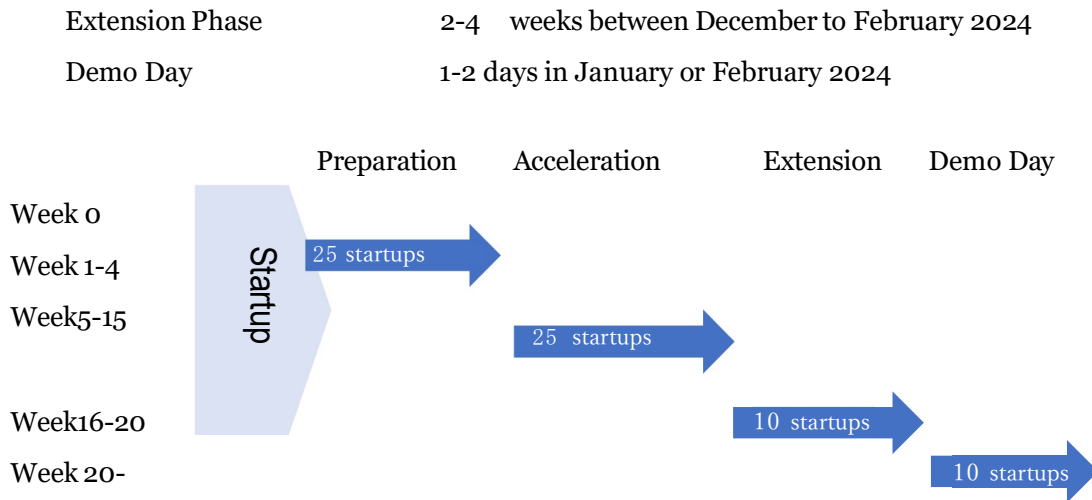 Extension Phase 2-4 weeks between December to February 2024
Demo Day 1-2 days in January or February 2024
Preparation Acceleration Extension Demo Day
Week 0
Week 1-4
Week5-15
Week16-20
Week 20-
Startup
25 startups
25 startups
10 startups
10 startups